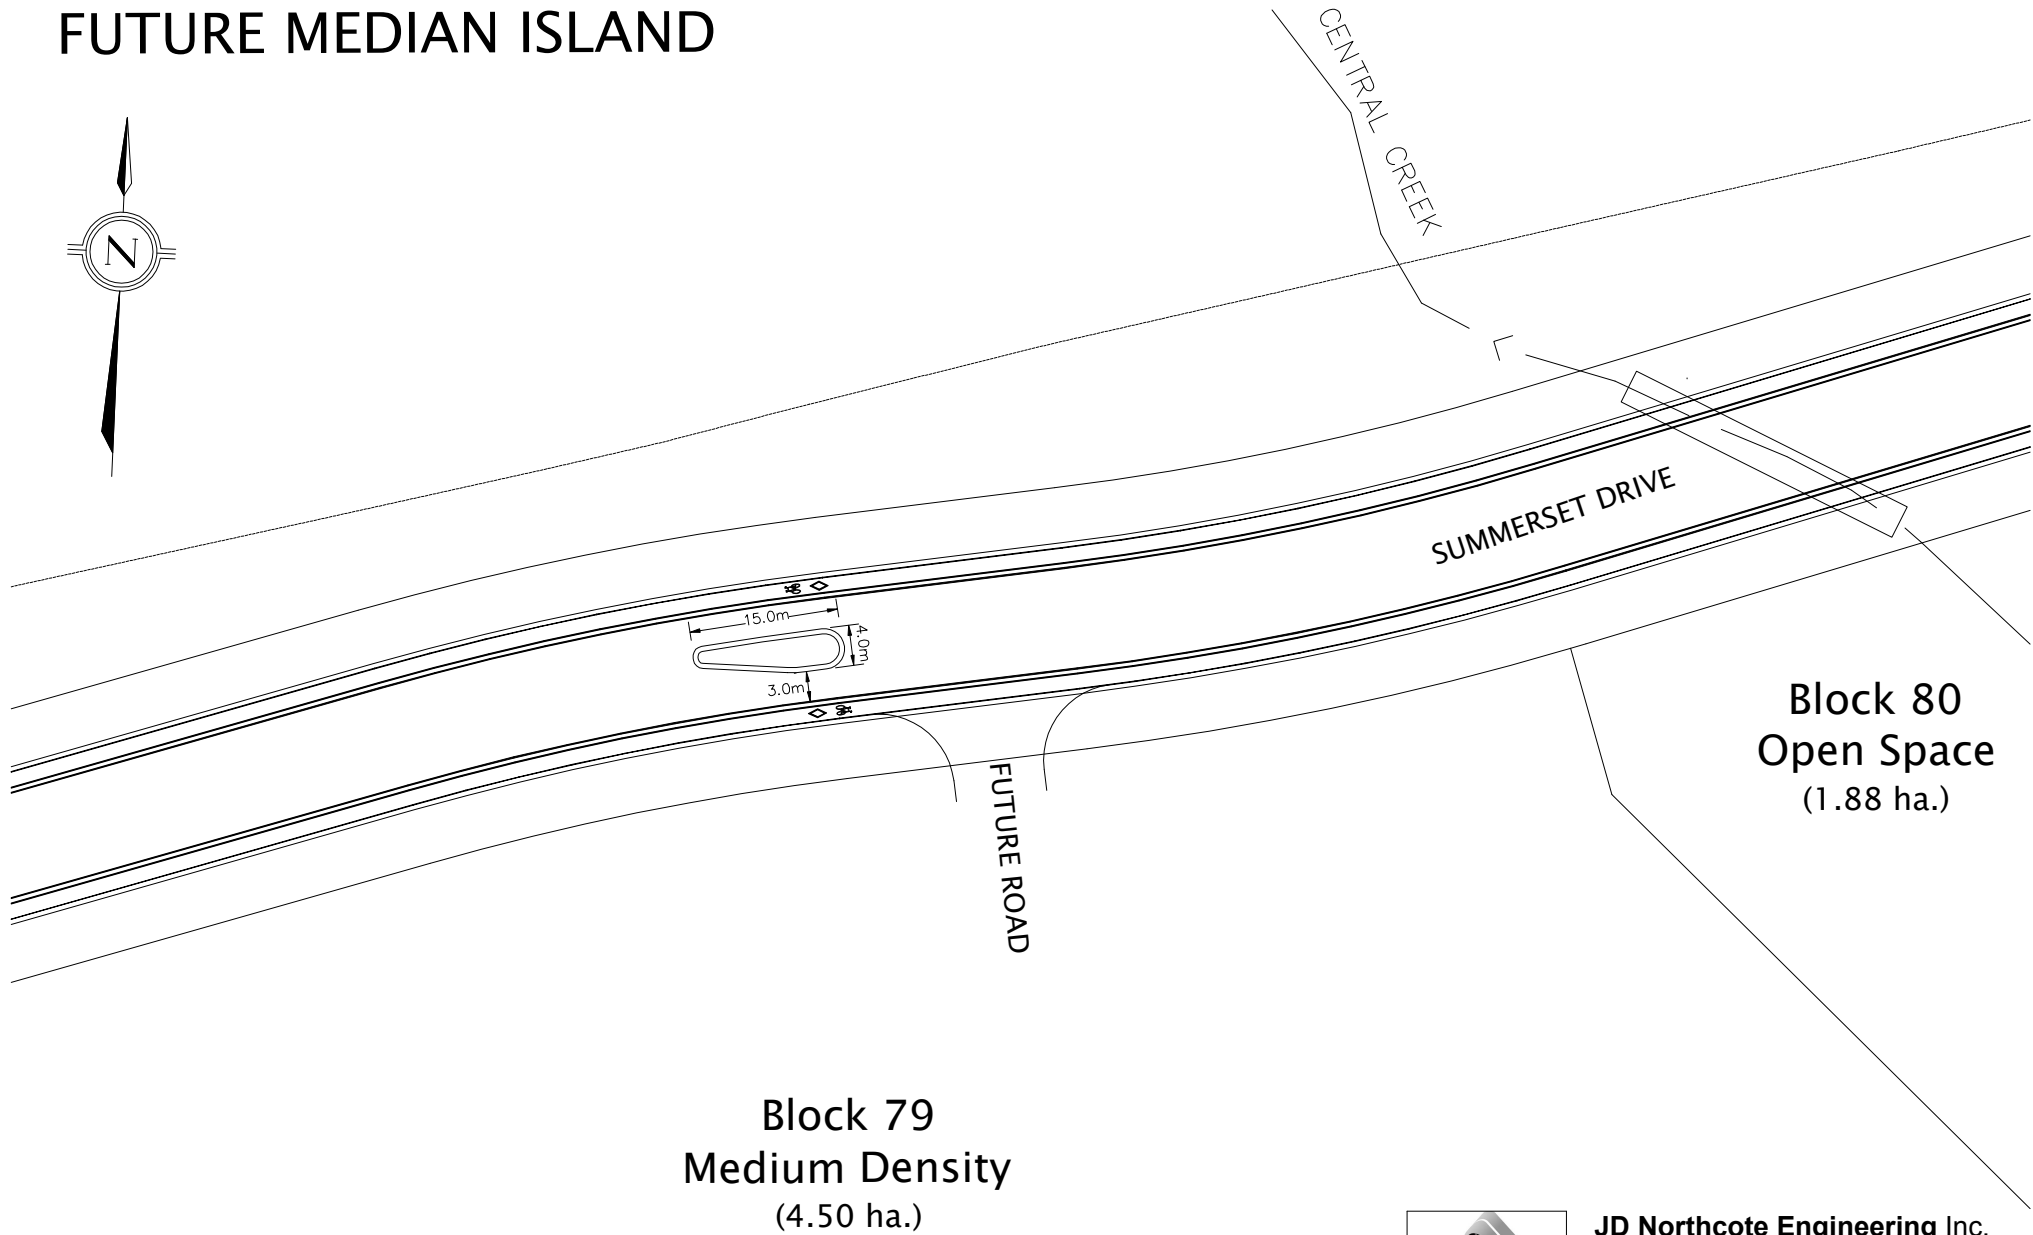 FUTURE MEDIAN ISLAND
CENTRAL CREEK
N
SUMMERSET DRIVE
15.0m
4.0m
3.0m
FUTURE ROAD
Block 80
Open Space
(1.88 ha.)
Block 79
Medium Density
(4.50 ha.)
JD Northcote Engineering Inc.